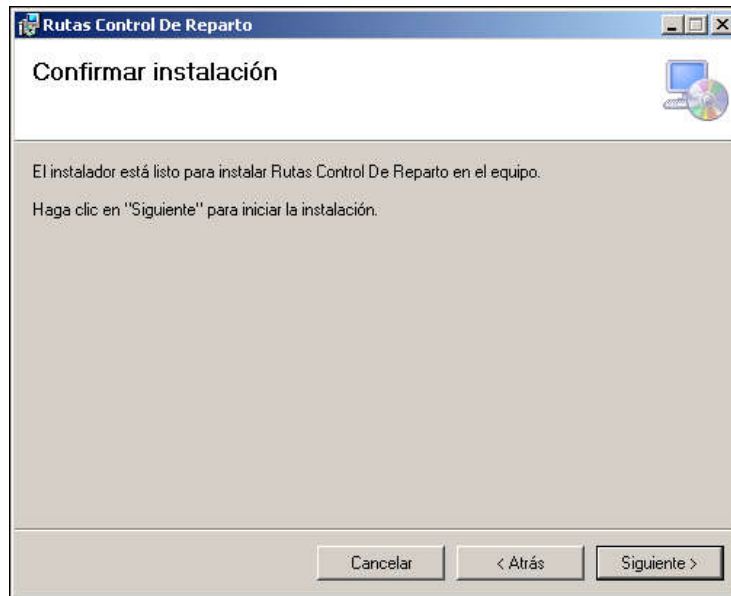 Rutas Control De Reparto
Confirmar instalación
El instalador está listo para instalar Rutas Control De Reparto en el equipo.
Haga clic en "Siguiente" para iniciar la instalación.
Cancelar < Atrás Siguiente >